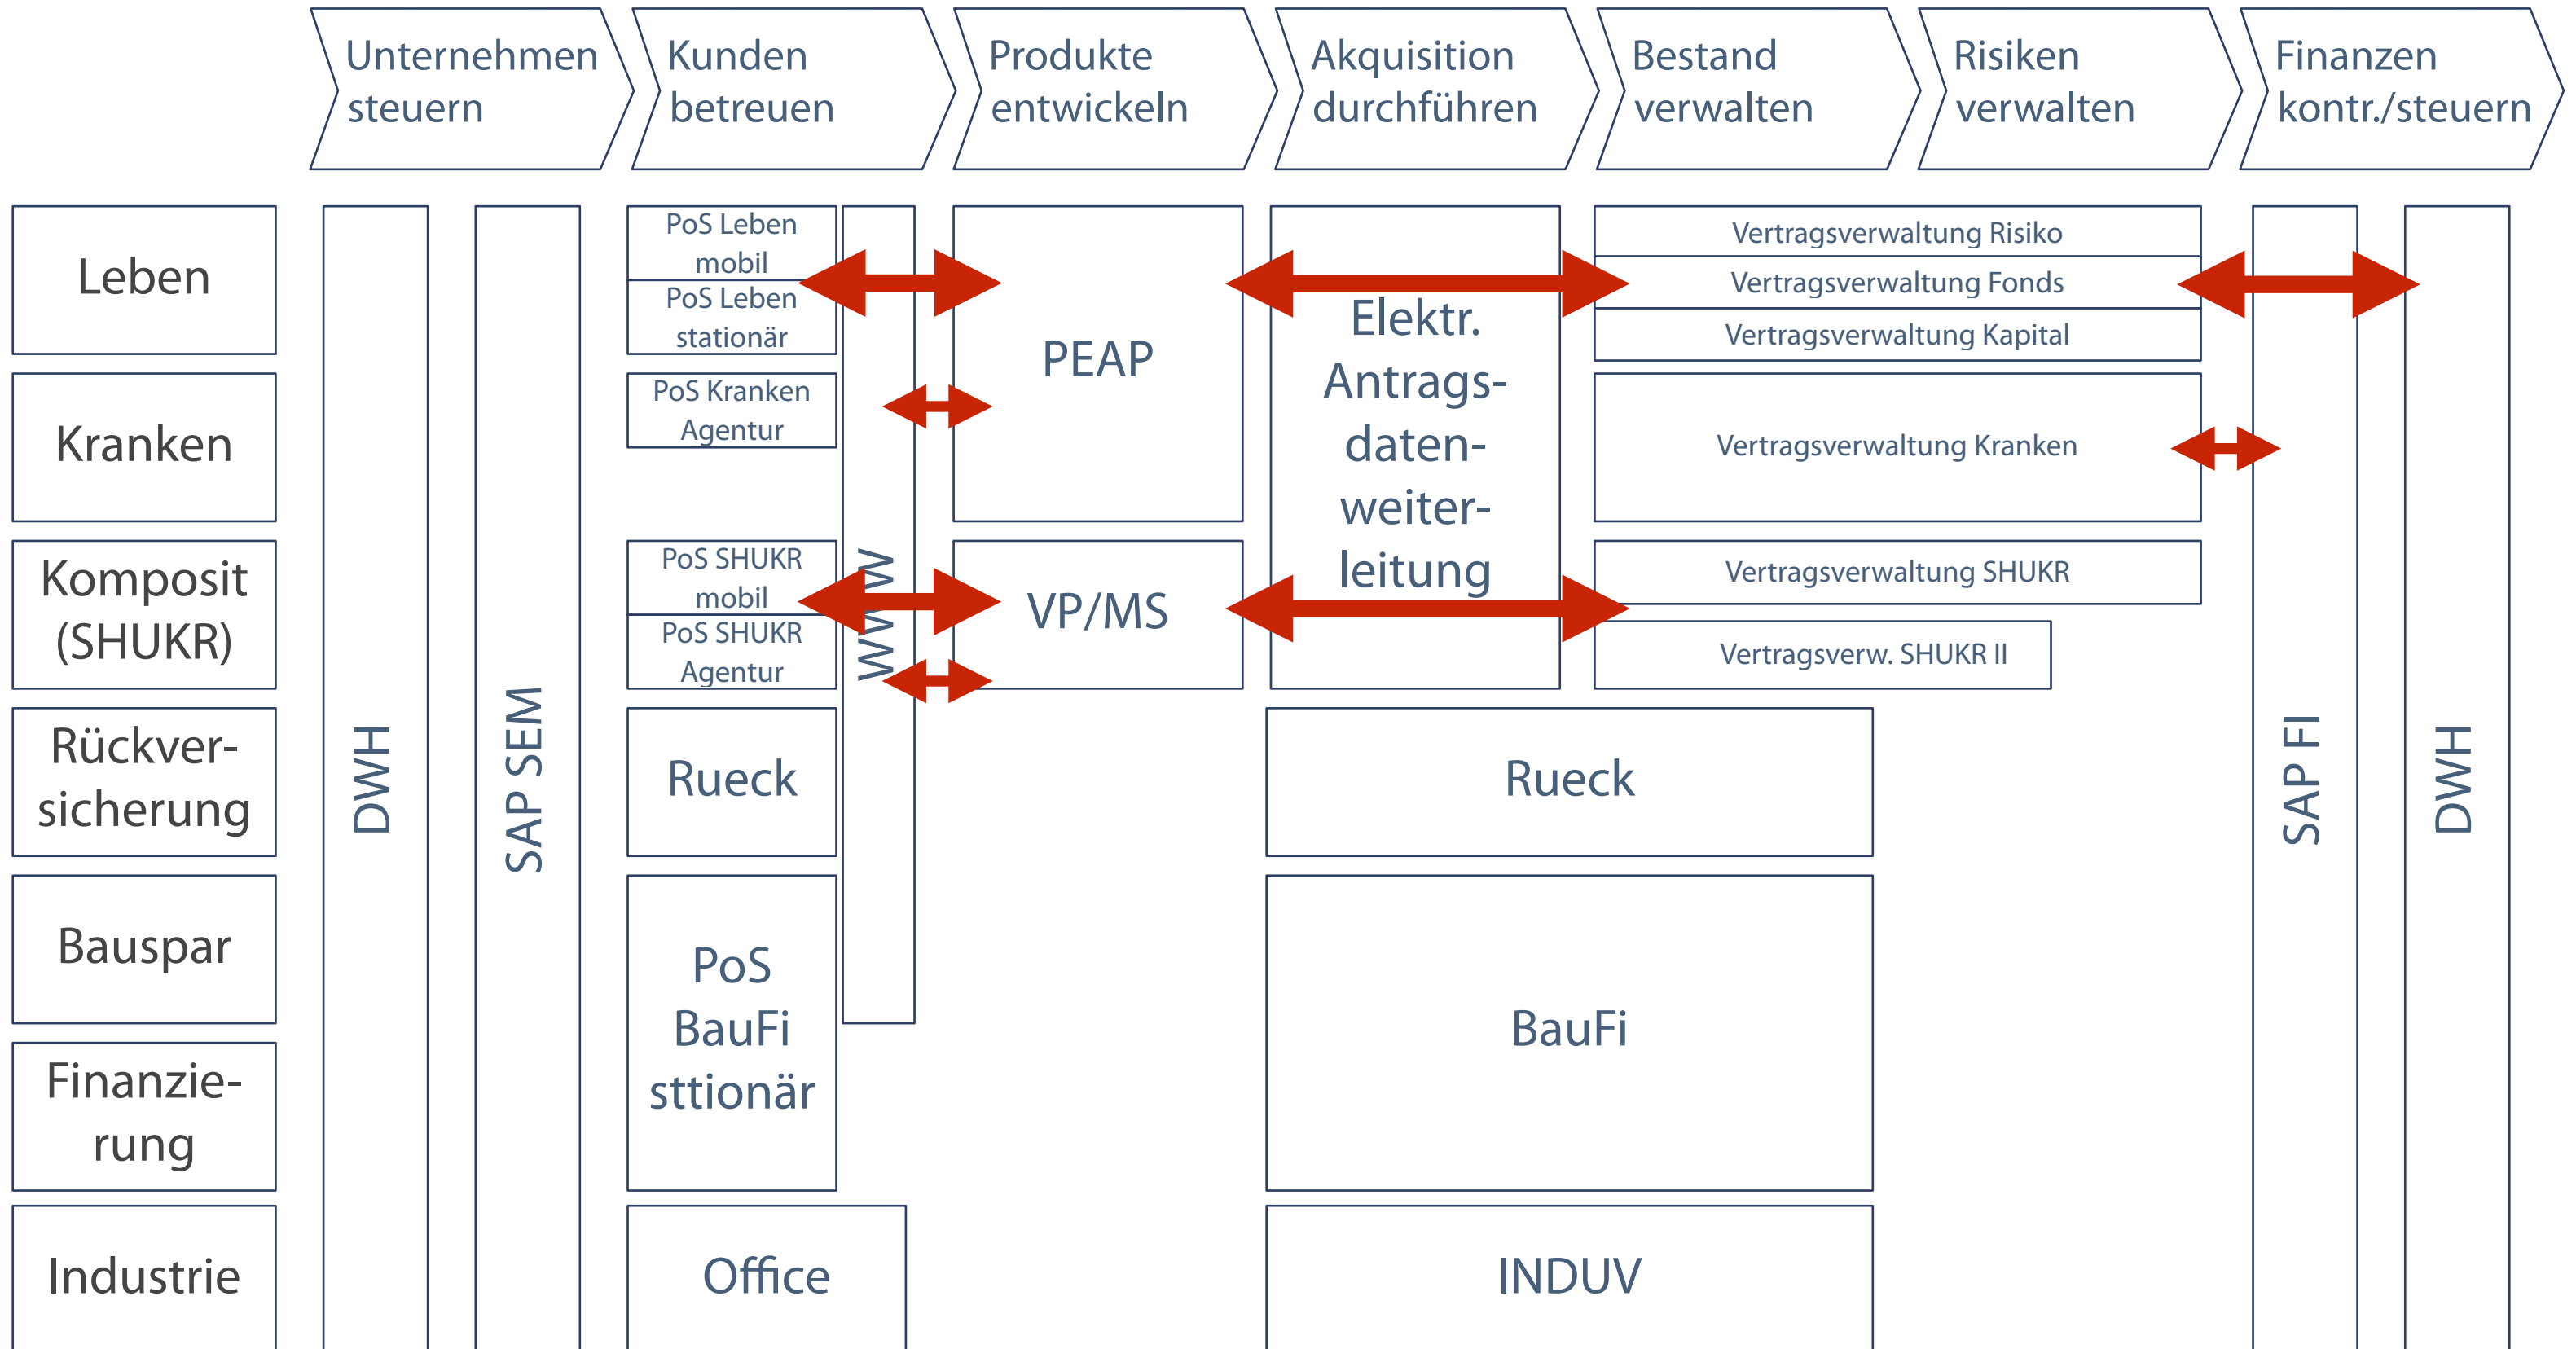 Unternehmen
steuern
Kunden
betreuen
Produkte
entwickeln
Akquisition
durchführen
Bestand
verwalten
Risiken
verwalten
Finanzen
kontr./steuern
Leben
Kranken
Komposit
(SHUKR)
Rückver-
sicherung
Bauspar
Finanzie-
rung
Industrie
DWH
SAP SEM
PoS Leben
mobil
PoS Leben
stationär
PoS Kranken
Agentur
PoS SHUKR
mobil
PoS SHUKR
Agentur
Rueck
PoS
BauFi
sttionär
Office
WWW
PEAP
VP/MS
Elektr.
Antrags-
daten-
weiter-
leitung
Rueck
BauFi
INDUV
Vertragsverwaltung Risiko
Vertragsverwaltung Fonds
Vertragsverwaltung Kapital
Vertragsverwaltung Kranken
Vertragsverwaltung SHUKR
Vertragsverw. SHUKR II
SAP FI
DWH